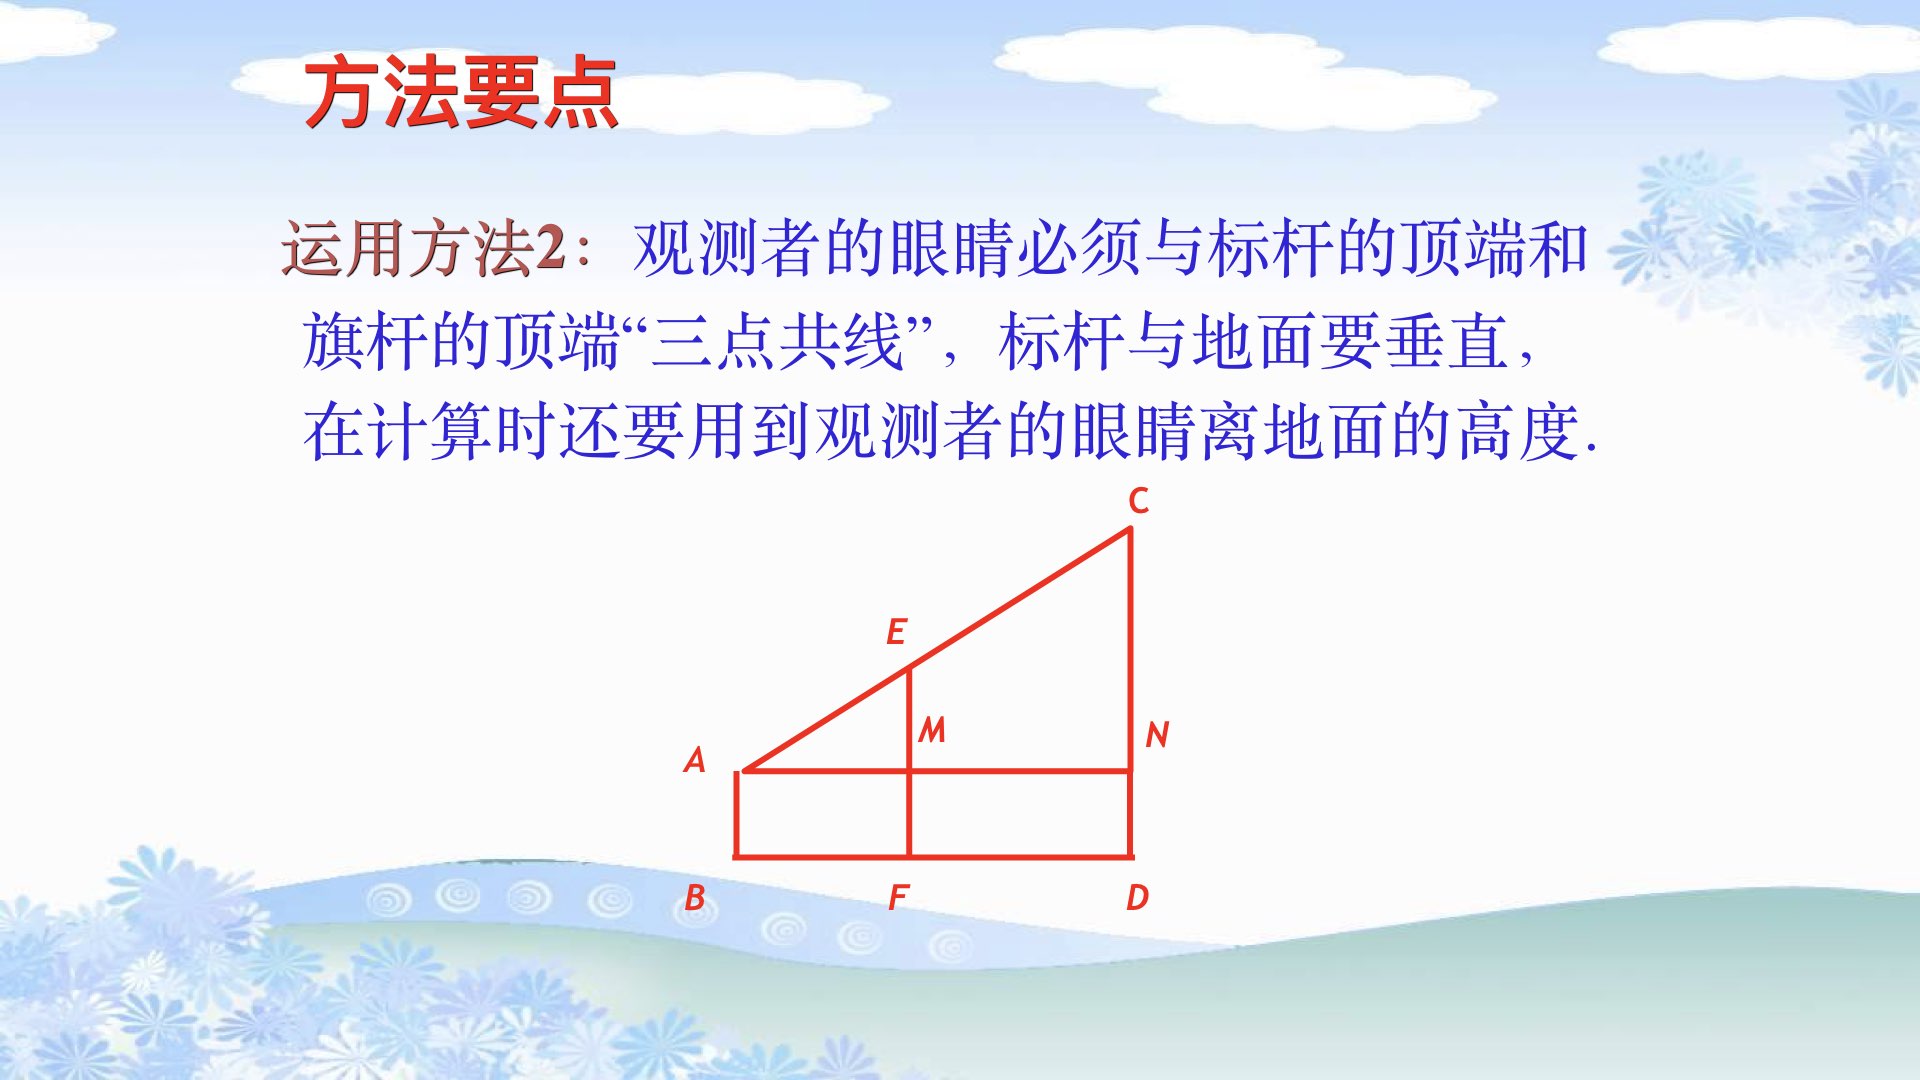 方法要点
运用方法2：观测者的眼睛必须与标杆的顶端和
旗杆的顶端“三点共线”，标杆与地面要垂直，
在计算时还要用到观测者的眼睛离地面的高度.
C
E
M
N
A
B
F
D